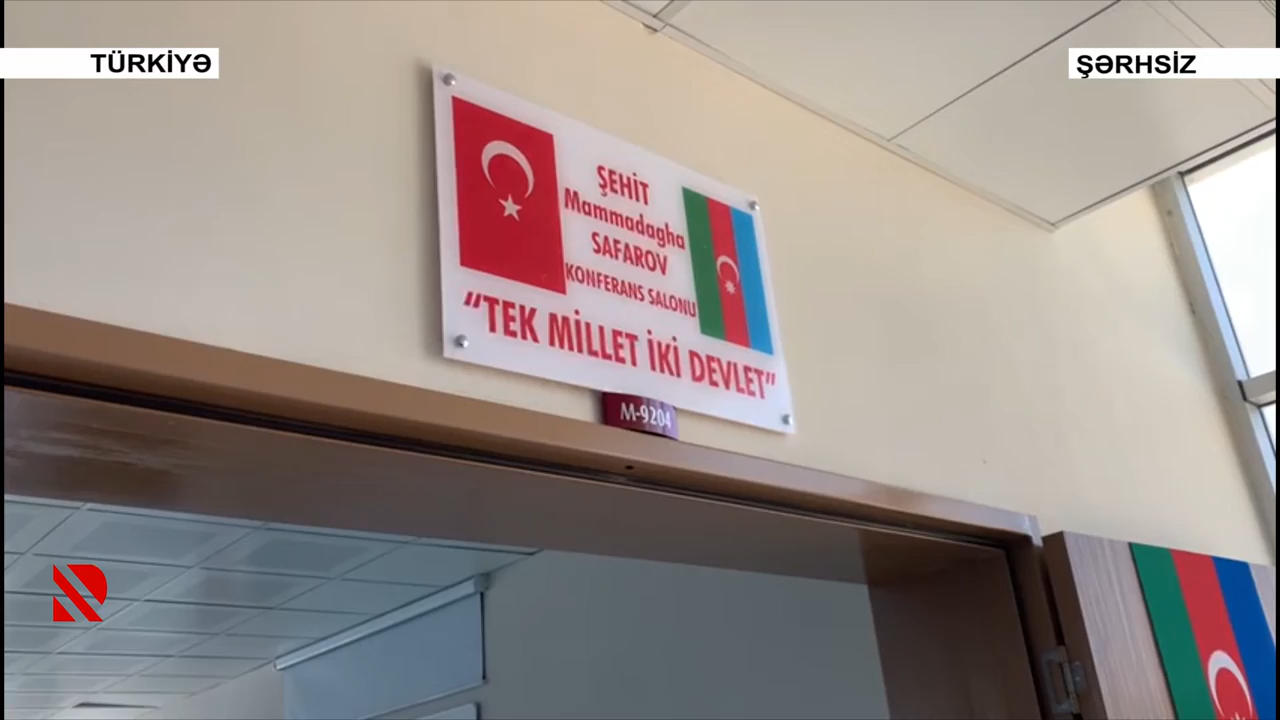 TÜRKİYƏ
ŞƏRHSİZ
ŞEHİT
Mammadagha
SAFAROV
KONFERANS SALONU
"TEK MİLLET İKİ DEVLET"
M-9204